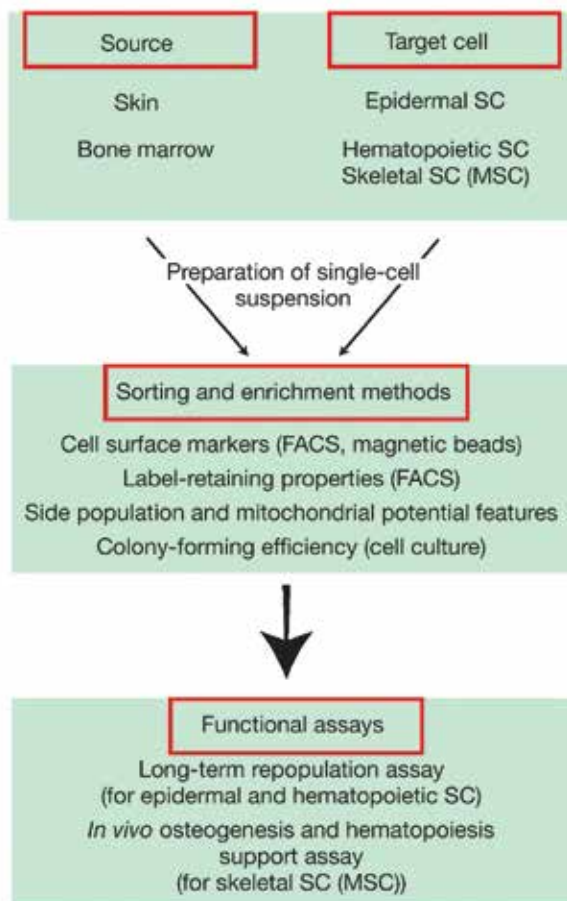 Source
Target cell
Skin
Epidermal SC
Bone marrow
Hematopoietic SC
Skeletal SC (MSC)
Preparation of single-cell
suspension
Sorting and enrichment methods
Cell surface markers (FACS, magnetic beads)
Label-retaining properties (FACS)
Side population and mitochondrial potential features
Colony-forming efficiency (cell culture)
Functional assays
Long-term repopulation assay
(for epidermal and hematopoietic SC)
In vivo osteogenesis and hematopoiesis
support assay
(for skeletal SC (MSC))